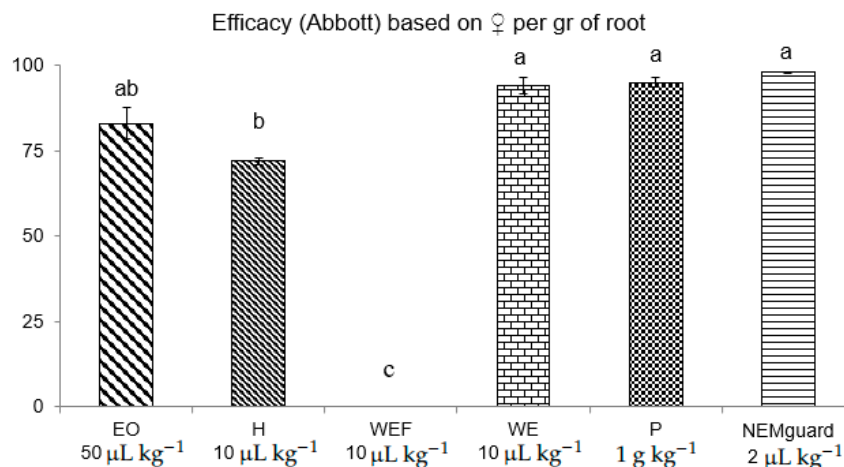 Efficacy (Abbott) based on ♀ per gr of root
100
75
50
25
0
ab
b
c
a
a
a
EO
50 μL kg⁻¹
H
10 μL kg⁻¹
WEF
10 μL kg⁻¹
WE
10 μL kg⁻¹
P
1 g kg⁻¹
NEMguard
2 μL kg⁻¹